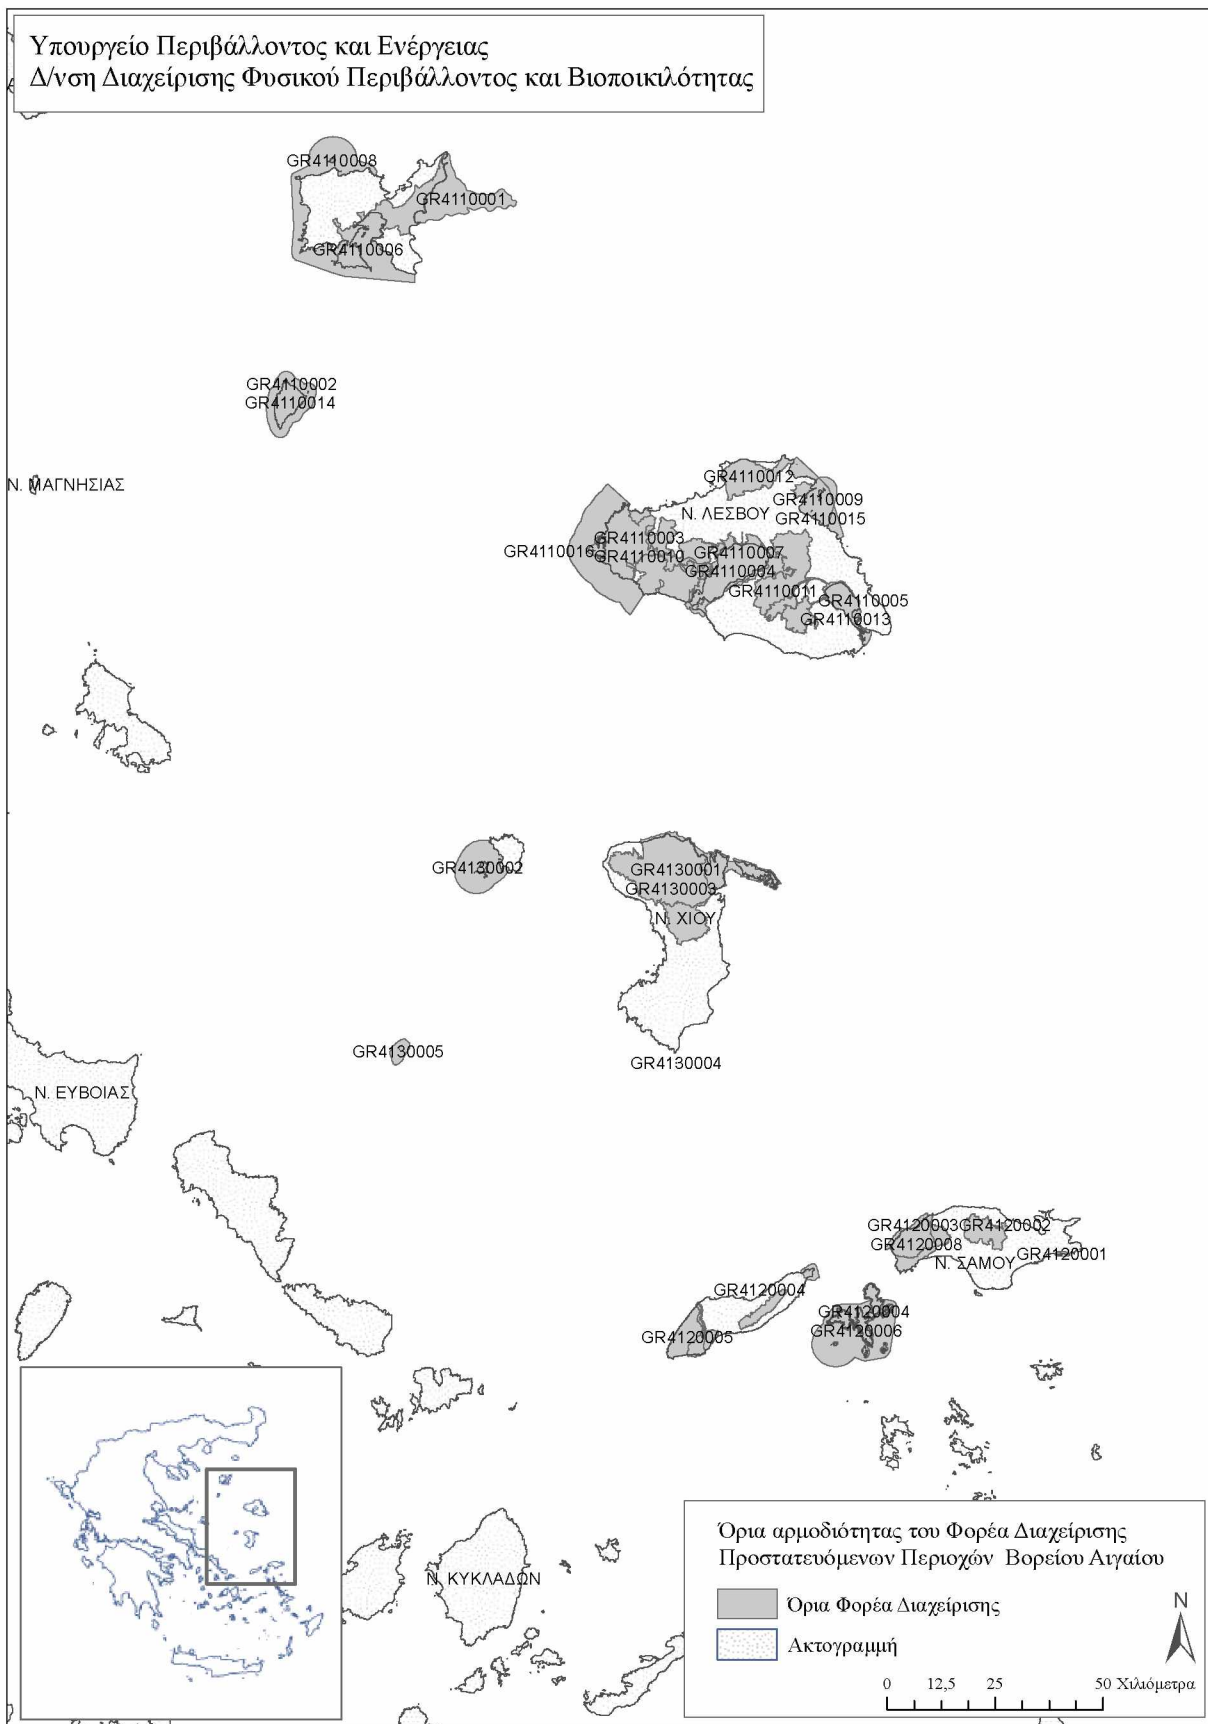 Υπουργείο Περιβάλλοντος και Ενέργειας
Δ/νση Διαχείρισης Φυσικού Περιβάλλοντος και Βιοποικιλότητας
GR4110008
GR4110001
GR4110006
GR4110002
GR4110014
Ν. ΜΑΓΝΗΣΙΑΣ
GR4110012
GR4110009
GR4110015
Ν. ΛΕΣΒΟΥ
GR4110003
GR4110016
GR4110010
GR4110007
GR4110004
GR4110011
GR4110005
GR4110013
GR4130002
GR4130001
GR4130003
Ν. ΧΙΟΥ
GR4130005
GR4130004
Ν. ΕΥΒΟΙΑΣ
GR4120003
GR4120002
GR4120008
GR4120001
Ν. ΣΑΜΟΥ
GR4120004
GR4120004
GR4120006
GR4120005
Ν. ΚΥΚΛΑΔΩΝ
Όρια αρμοδιότητας του Φορέα Διαχείρισης
Προστατευόμενων Περιοχών Βορείου Αιγαίου
Όρια Φορέα Διαχείρισης
Ακτογραμμή
N
0 12,5 25 50 Χιλιόμετρα